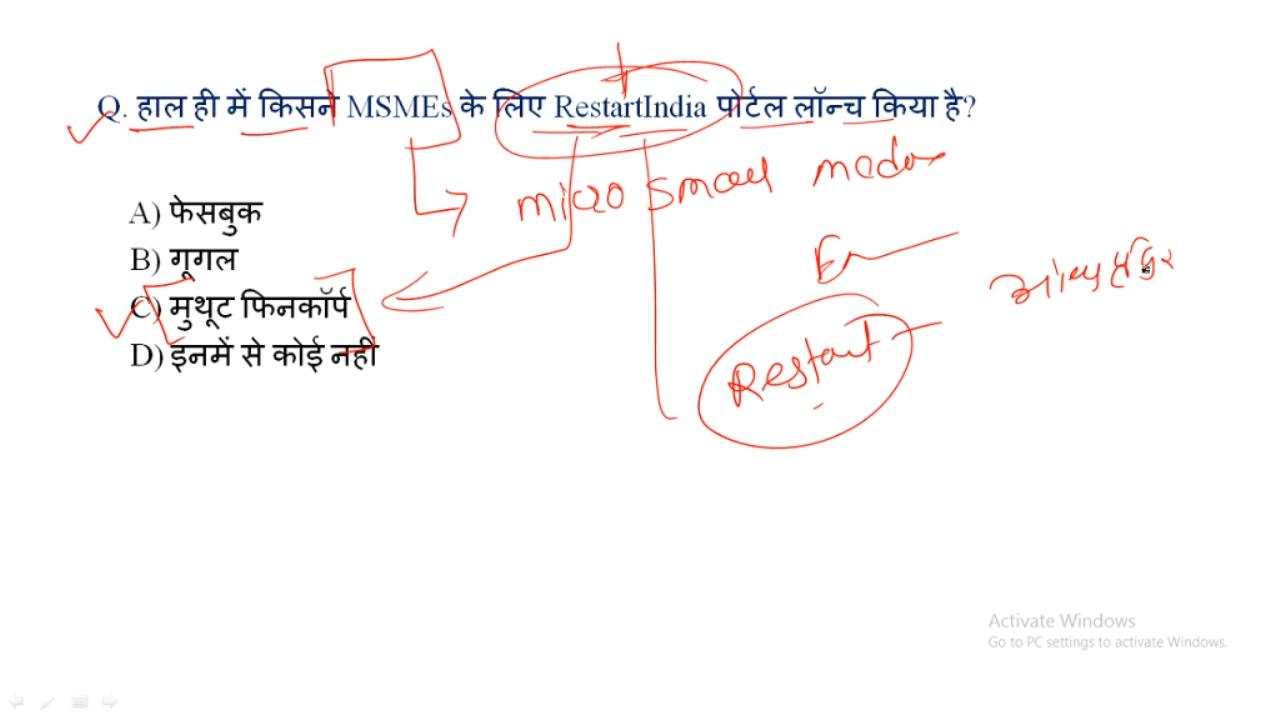 Q. हाल ही में किसने MSMEs के लिए RestartIndia पोर्टल लॉन्च किया है?
micro small
A) फेसबुक
B) गूगल
C) मुथूट फिनकॉर्प
D) इनमें से कोई नहीं
Restart
Activate Windows
Go to PC settings to activate Windows.